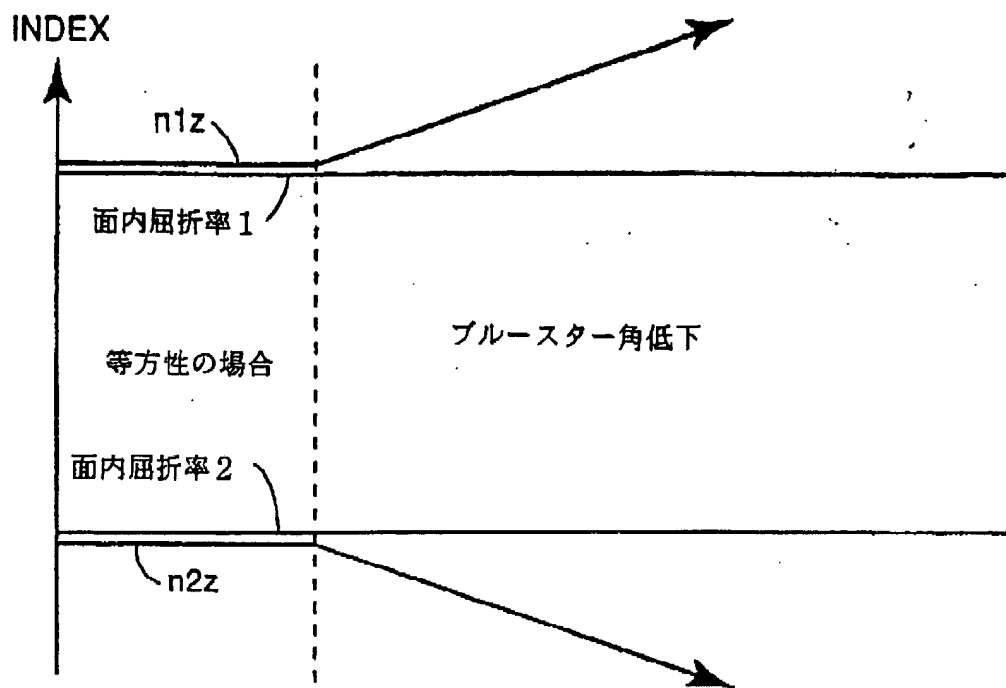 INDEX
n1z
面内屈折率1
ブルースター角低下
等方性の場合
面内屈折率2
n2z